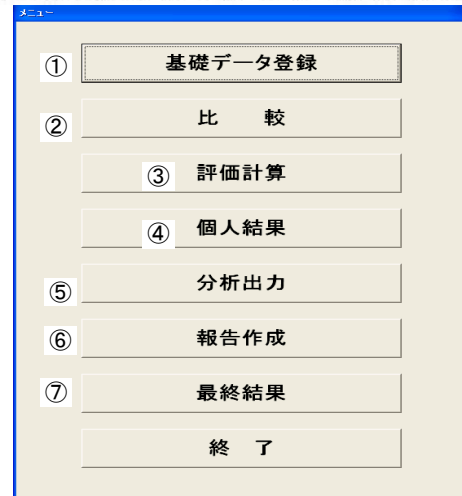 メニュー
① 基礎データ登録
② 比 較
③ 評価計算
④ 個人結果
⑤ 分析出力
⑥ 報告作成
⑦ 最終結果
終 了